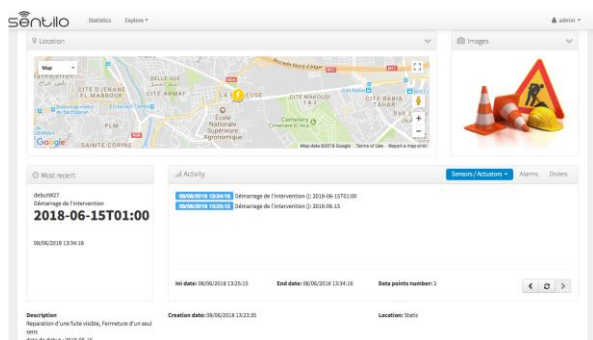 sentilo
Statistics
Explore
admin
Location
Images
Map
CITE DJENANE
EL MABROUK
BELLE VUE
CITE ARMAF
PLM
École
Nationale
Supérieure
Agronomique
CITE MAKOUDI
1 & 2
CITE RABIA
TAHAR
Google
SAINTE CORINE
Map data ©2018 Google
Terms of Use
Report a map error
Most recent
debutW27
Démarrage de l'intervention
2018-06-15T01:00
08/06/2018 13:34:16
Activity
Sensors / Actuators
Alarms
Orders
08/06/2018 13:34:16 Démarrage de l'intervention (): 2018-06-15T01:00
08/06/2018 13:25:15 Démarrage de l'intervention (): 2018-06-15
Ini date: 08/06/2018 13:25:15
End date: 08/06/2018 13:34:16
Data points number: 2
Description
Reparation d'une fuite visible, Fermeture d'un seul
sens
Creation date: 08/06/2018 13:23:35
Location: Static